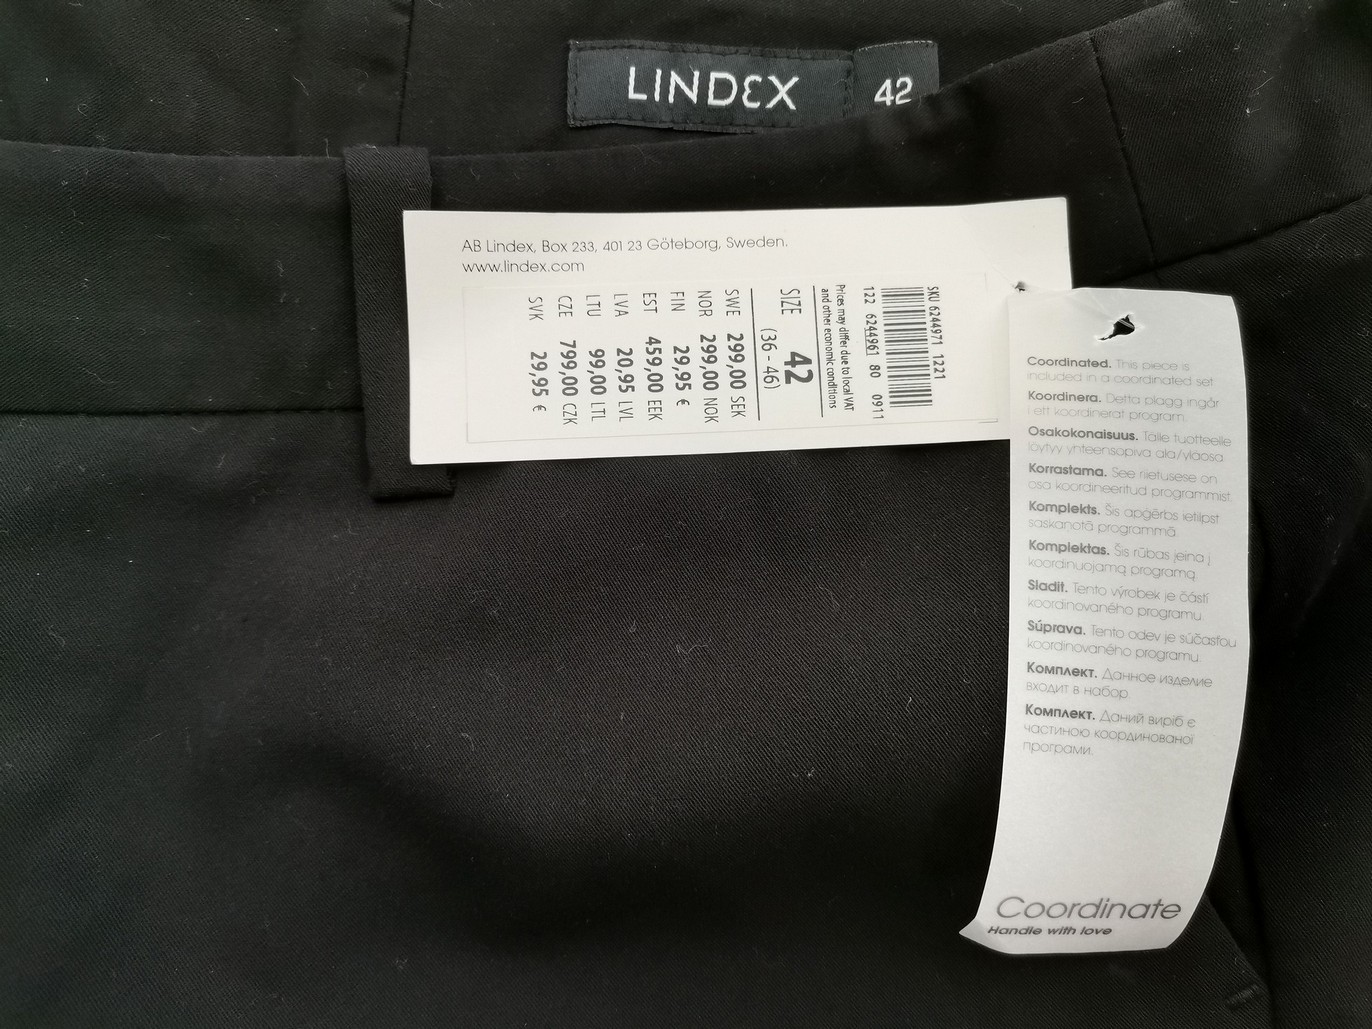 LINDEX
42
AB Lindex, Box 233, 401 23 Göteborg, Sweden.
www.lindex.com
SKU 6244971 1221
122 6244961 80 0911
Prices may differ due to local VAT
and other economic conditions
SIZE 42
(36 - 46)
SWE 299,00 SEK
NOR 299,00 NOK
FIN 29,95 €
EST 459,00 EEK
LVA 20,95 LVL
LTU 99,00 LTL
CZE 799,00 CZK
SVK 29,95 €
Coordinated. This piece is
included in a coordinated set
Koordinera. Detta plagg ingår
i ett koordinerat program.
Osakokonaisuus. Tälle tuotteelle
löytyy yhteensopiva ala/yläosa
Korrastama. See riietusese on
osa koordineeritud programmist.
Komplekts. Šis apģērbs ietilpst
saskaņotā programmā.
Komplektas. Šis rūbas įeina į
koordinuojamą programą.
Sladit. Tento výrobek je částí
koordinovaného programu
Súprava. Tento odev je súčasťou
koordinovaného programu.
Комплект. Данное изделие
входит в набор
Комплект. Даний виріб є
частиною координованої
програми.
Coordinate
Handle with love